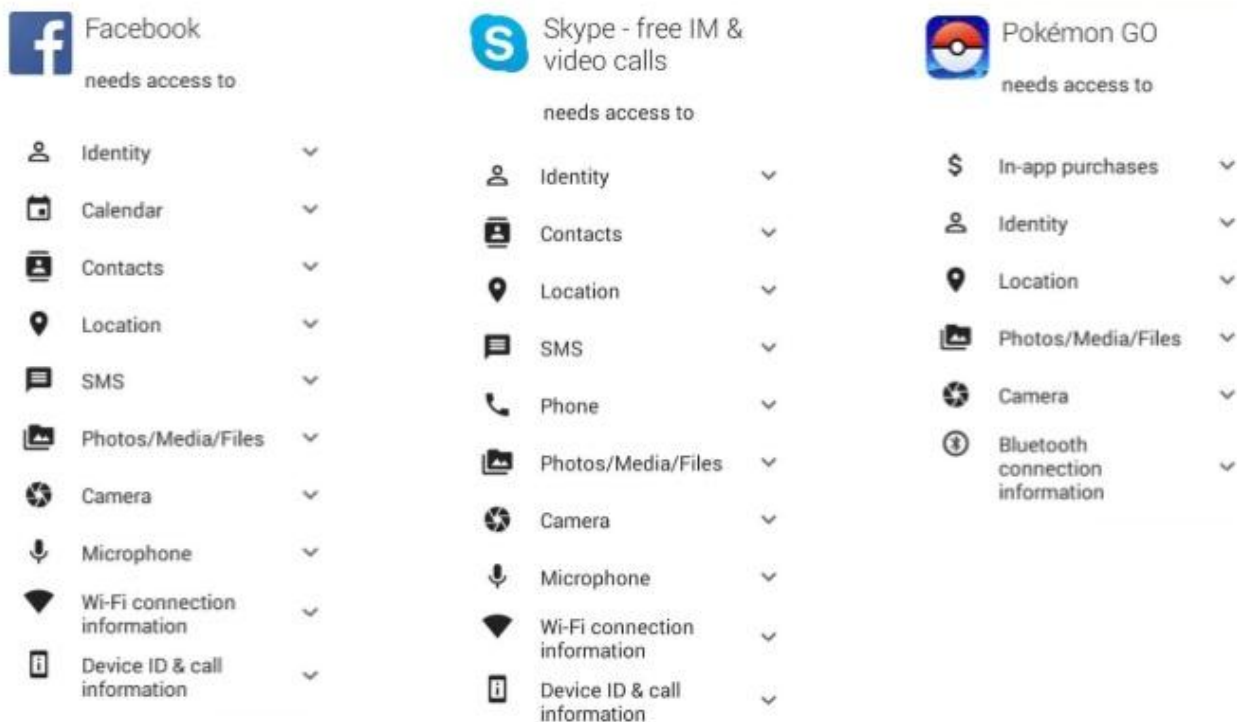 Facebook
needs access to
Identity
Calendar
Contacts
Location
SMS
Photos/Media/Files
Camera
Microphone
Wi-Fi connection
information
Device ID & call
information
Skype - free IM &
video calls
needs access to
Identity
Contacts
Location
SMS
Phone
Photos/Media/Files
Camera
Microphone
Wi-Fi connection
information
Device ID & call
information
Pokémon GO
needs access to
In-app purchases
Identity
Location
Photos/Media/Files
Camera
Bluetooth
connection
information